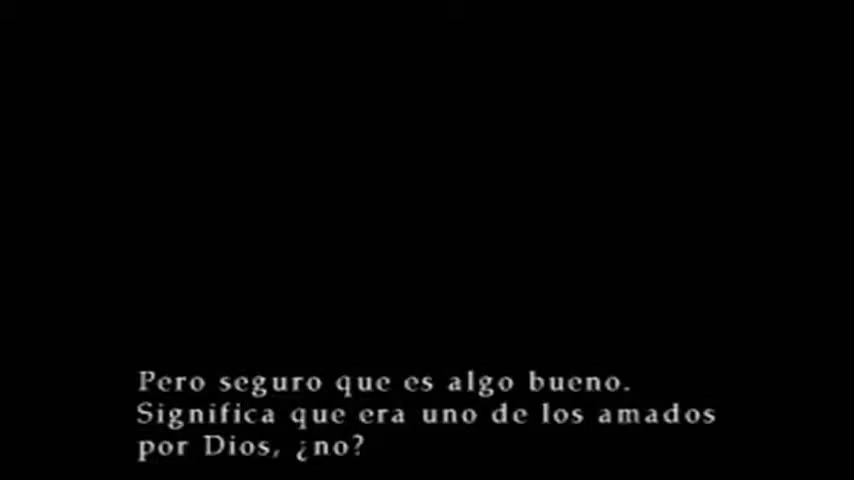 Pero seguro que es algo bueno.
Significa que era uno de los amados
por Dios, ¿no?